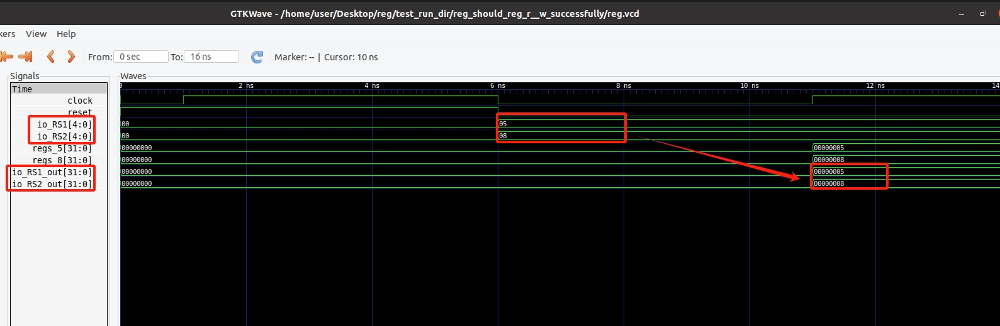 GTKWave - /home/user/Desktop/reg/test_run_dir/reg_should_reg_r__w_successfully/reg.vcd
kers View Help
From: 0 sec To: 16 ns Marker: -- | Cursor: 10 ns
Signals
Waves
Time
2 ns 4 ns 6 ns 8 ns 10 ns 12 ns 14
clock
reset
io_RS1[4:0] 00 05
io_RS2[4:0] 00 08
regs_5[31:0] 00000000 00000005
regs_8[31:0] 00000000 00000008
io_RS1_out[31:0] 00000000 00000005
io_RS2_out[31:0] 00000000 00000008